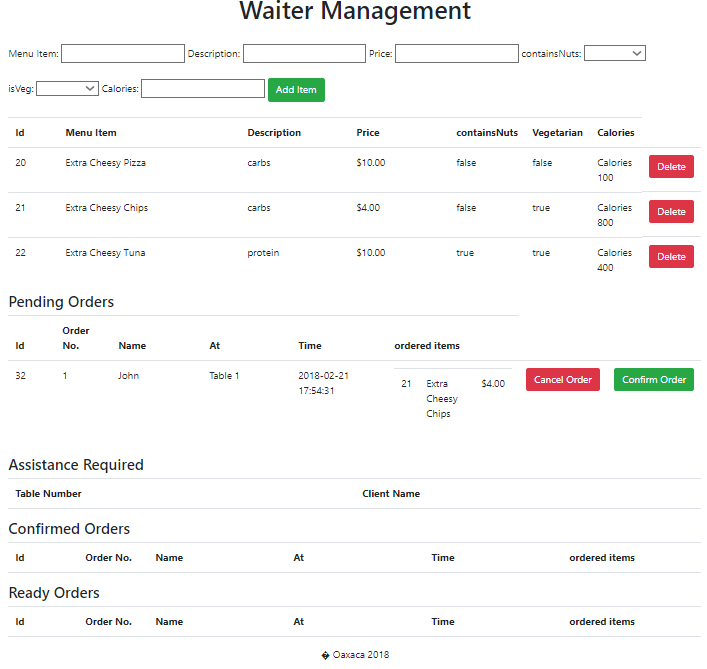 Waiter Management
Menu Item: Description: Price: containsNuts:
isVeg: Calories: Add Item
Id Menu Item Description Price containsNuts Vegetarian Calories
20 Extra Cheesy Pizza carbs $10.00 false false Calories 100 Delete
21 Extra Cheesy Chips carbs $4.00 false true Calories 800 Delete
22 Extra Cheesy Tuna protein $10.00 true true Calories 400 Delete
Pending Orders
Id Order No. Name At Time ordered items
32 1 John Table 1 2018-02-21 17:54:31 21 Extra Cheesy Chips $4.00 Cancel Order Confirm Order
Assistance Required
Table Number Client Name
Confirmed Orders
Id Order No. Name At Time ordered items
Ready Orders
Id Order No. Name At Time ordered items
� Oaxaca 2018